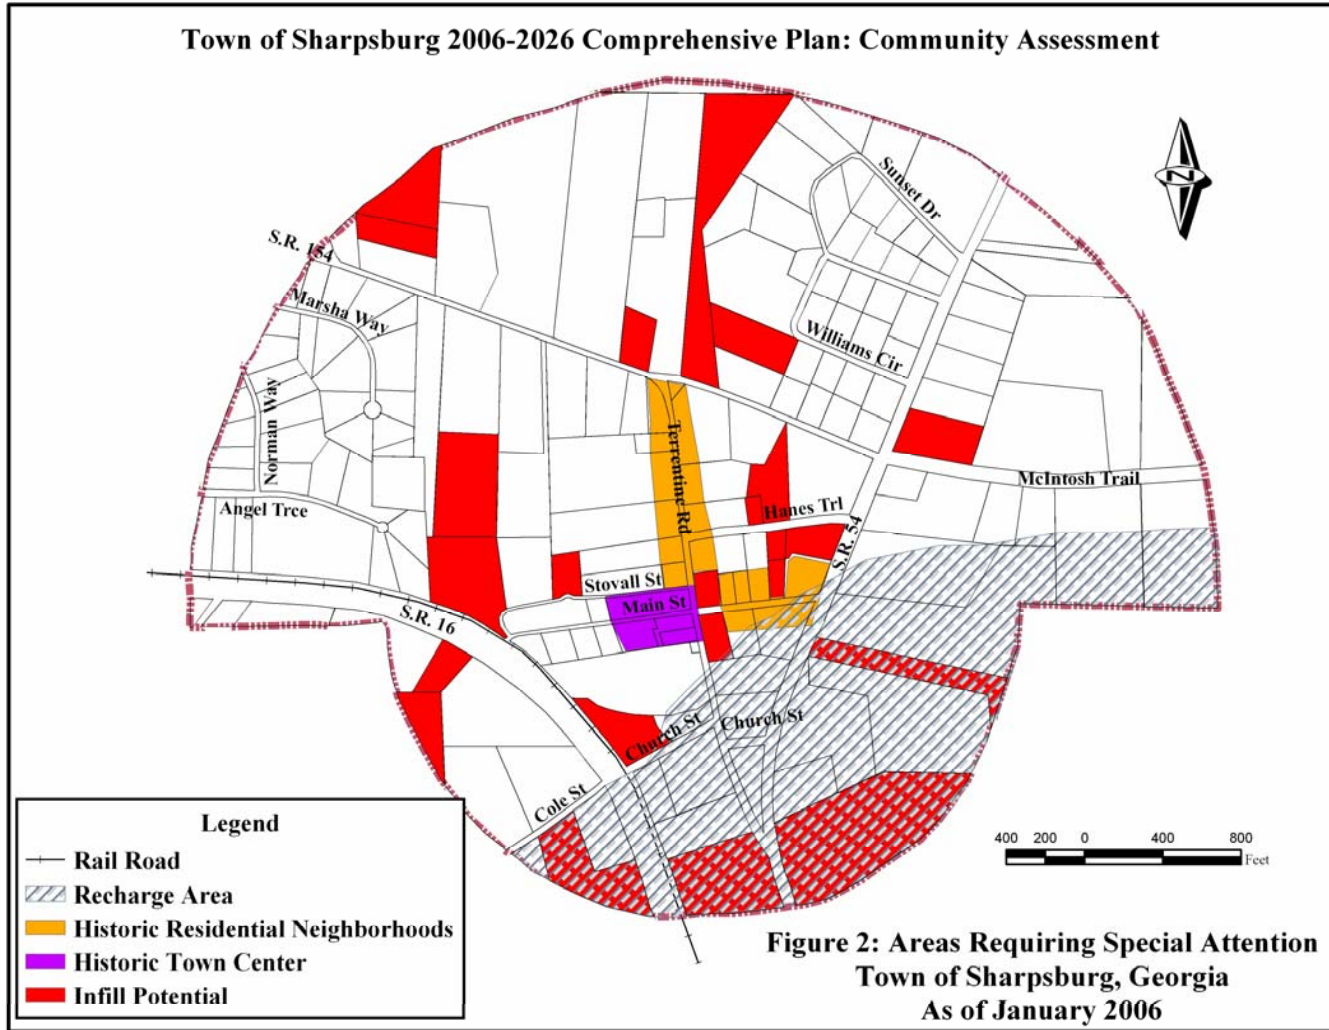 Town of Sharpsburg 2006-2026 Comprehensive Plan: Community Assessment
N
Sunset Dr
S.R. 154
Marsha Way
Williams Cir
Norman Way
Terrentine Rd
McIntosh Trail
Angel Tree
Hanes Trl
S.R. 54
Stovall St
Main St
S.R. 16
Church St
Church St
Cole St
Legend
Rail Road
Recharge Area
Historic Residential Neighborhoods
Historic Town Center
Infill Potential
400 200 0 400 800
Feet
Figure 2: Areas Requiring Special Attention
Town of Sharpsburg, Georgia
As of January 2006